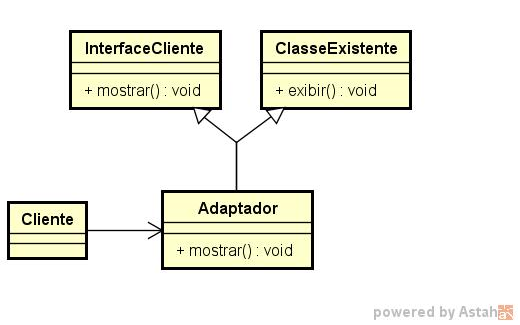 InterfaceCliente
+ mostrar() : void
ClasseExistente
+ exibir() : void
Cliente
Adaptador
+ mostrar() : void
powered by Astah